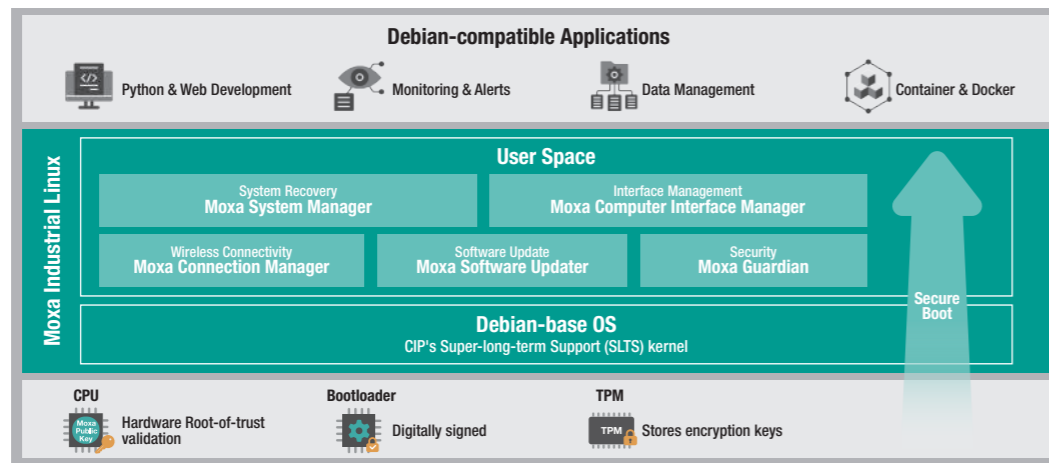 Debian-compatible Applications
Python & Web Development
Monitoring & Alerts
Data Management
Container & Docker
Moxa Industrial Linux
User Space
System Recovery
Moxa System Manager
Interface Management
Moxa Computer Interface Manager
Wireless Connectivity
Moxa Connection Manager
Software Update
Moxa Software Updater
Security
Moxa Guardian
Secure
Boot
Debian-base OS
CIP's Super-long-term Support (SLTS) kernel
CPU
Moxa
Public
Key
Hardware Root-of-trust
validation
Bootloader
Digitally signed
TPM
TPM
Stores encryption keys